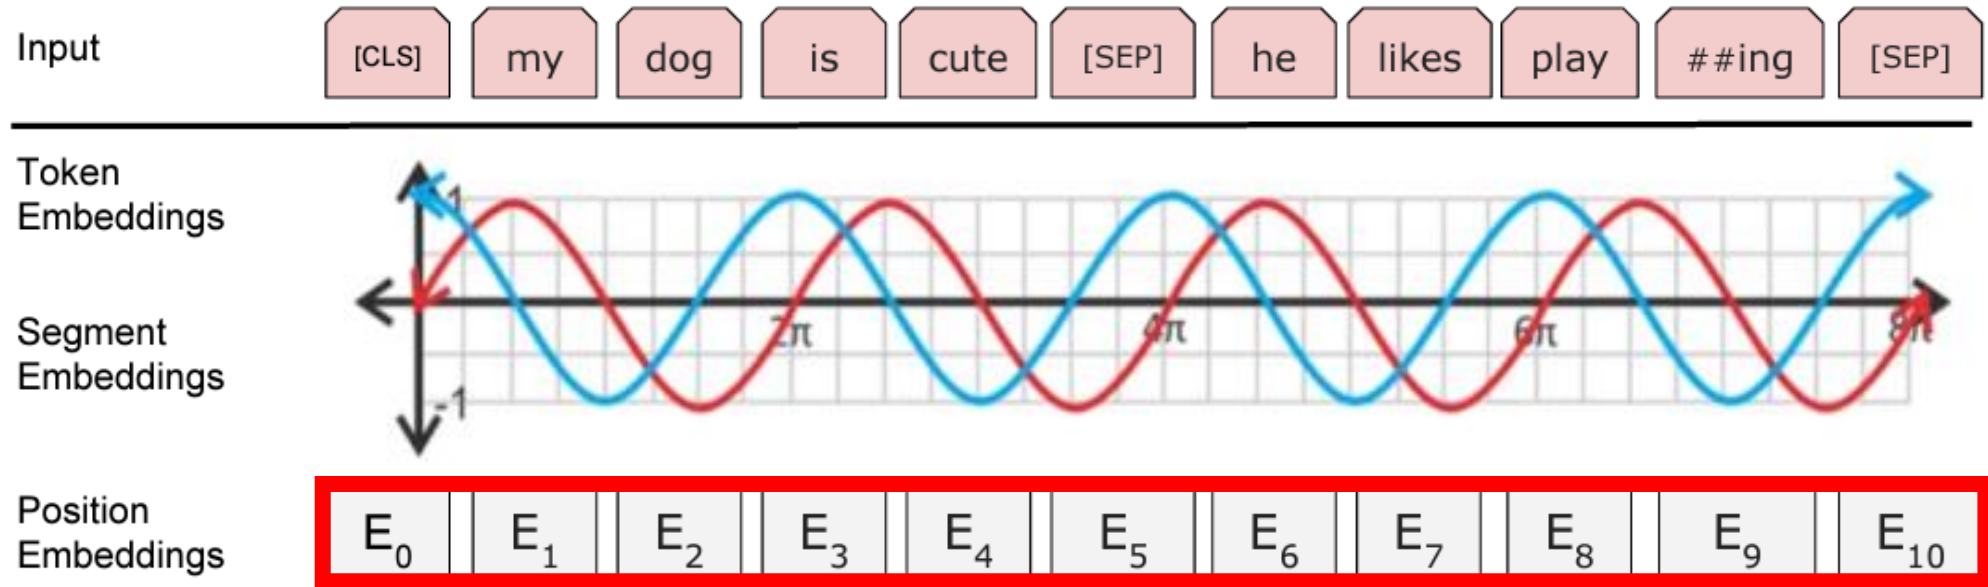 Input [CLS] my dog is cute [SEP] he likes play ##ing [SEP]
Token
Embeddings
1
2π 4π 6π 8π
Segment
Embeddings
-1
Position
Embeddings
E0 E1 E2 E3 E4 E5 E6 E7 E8 E9 E10